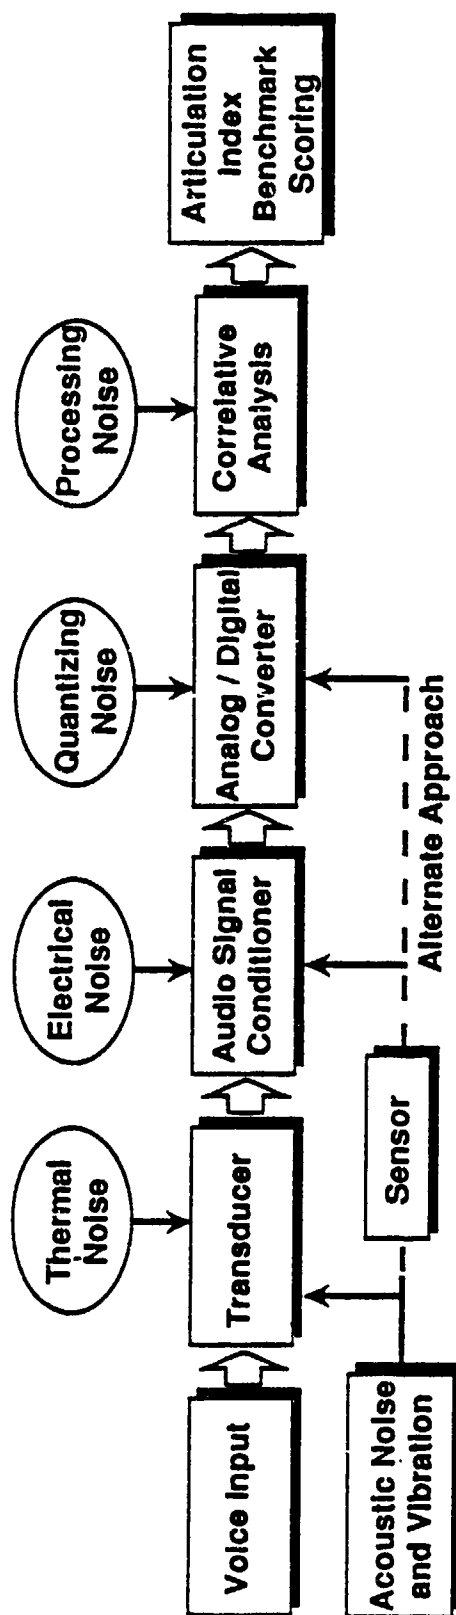 Thermal
Noise
Electrical
Noise
Quantizing
Noise
Processing
Noise
Voice Input
Transducer
Audio Signal
Conditioner
Analog / Digital
Converter
Correlative
Analysis
Articulation
Index
Benchmark
Scoring
Acoustic Noise
and Vibration
Sensor
Alternate Approach